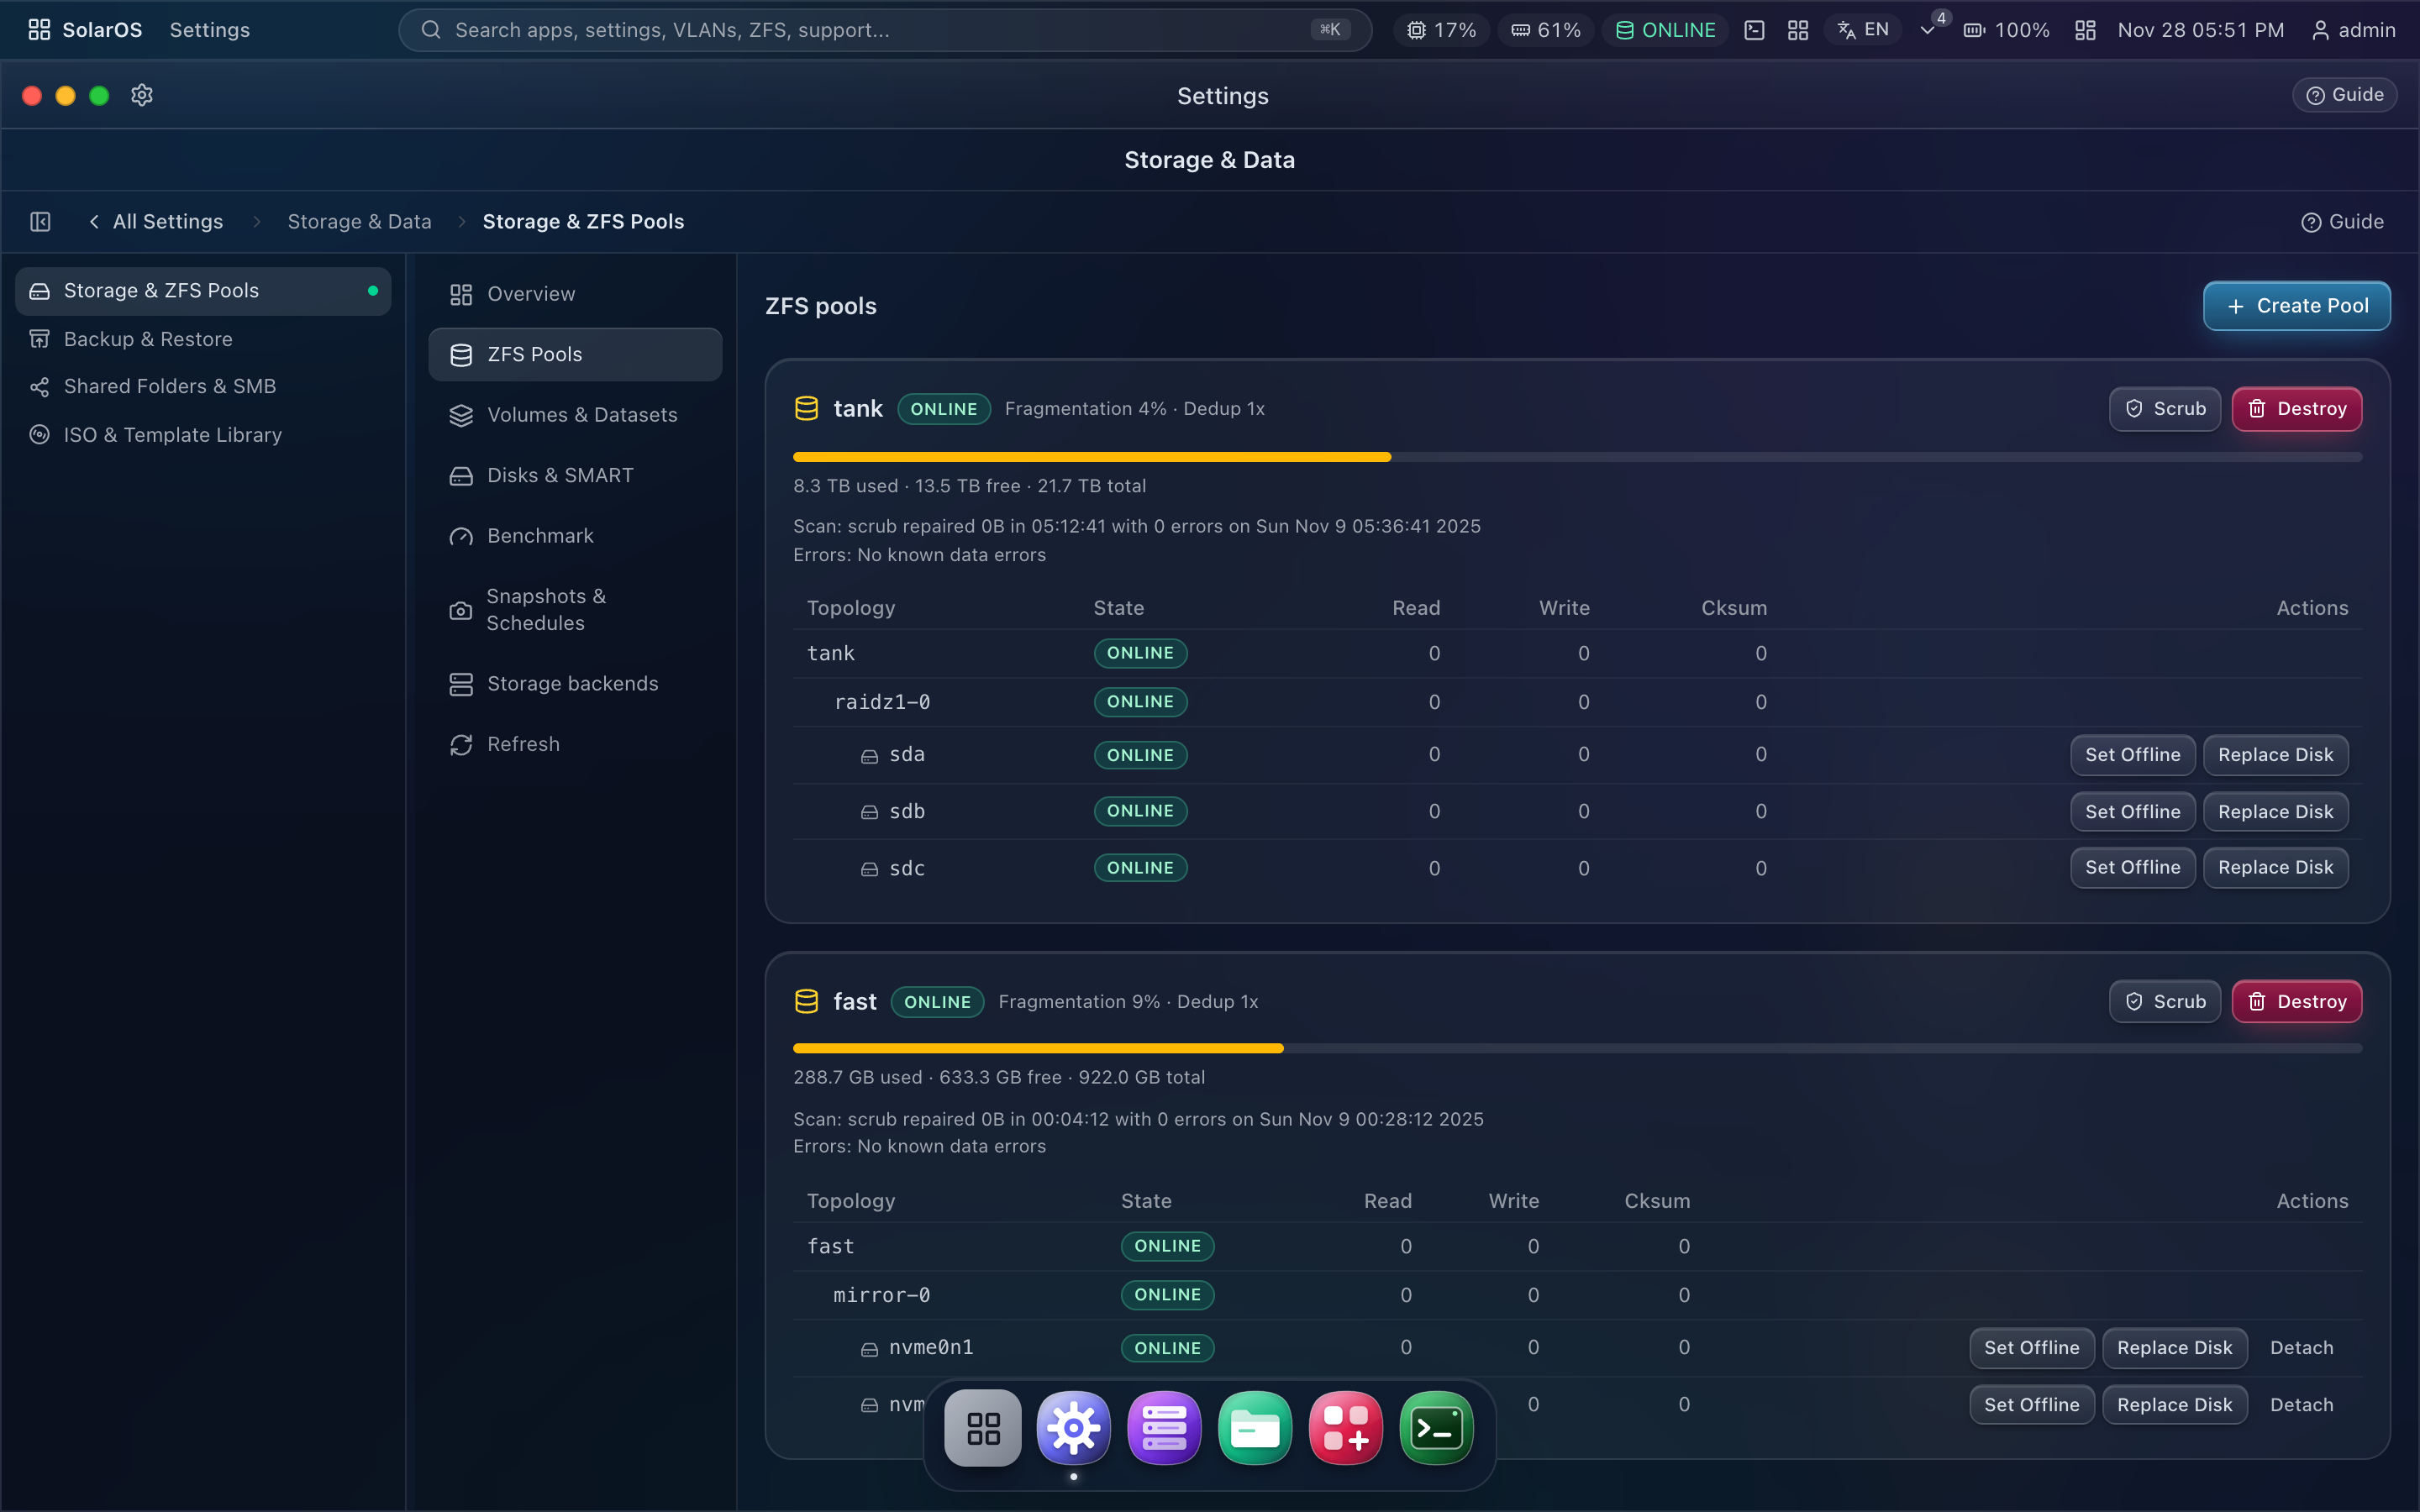 SolarOS Settings Search apps, settings, VLANs, ZFS, support... ⌘K 17% 61% ONLINE EN 4 100% Nov 28 05:51 PM admin
Settings Guide
Storage & Data
All Settings Storage & Data Storage & ZFS Pools Guide
Storage & ZFS Pools
Backup & Restore
Shared Folders & SMB
ISO & Template Library
Overview
ZFS Pools
Volumes & Datasets
Disks & SMART
Benchmark
Snapshots &
Schedules
Storage backends
Refresh
ZFS pools Create Pool
tank ONLINE Fragmentation 4% · Dedup 1x Scrub Destroy
8.3 TB used · 13.5 TB free · 21.7 TB total
Scan: scrub repaired 0B in 05:12:41 with 0 errors on Sun Nov 9 05:36:41 2025
Errors: No known data errors
Topology State Read Write Cksum Actions
tank ONLINE 0 0 0
raidz1-0 ONLINE 0 0 0
sda ONLINE 0 0 0 Set Offline Replace Disk
sdb ONLINE 0 0 0 Set Offline Replace Disk
sdc ONLINE 0 0 0 Set Offline Replace Disk
fast ONLINE Fragmentation 9% · Dedup 1x Scrub Destroy
288.7 GB used · 633.3 GB free · 922.0 GB total
Scan: scrub repaired 0B in 00:04:12 with 0 errors on Sun Nov 9 00:28:12 2025
Errors: No known data errors
Topology State Read Write Cksum Actions
fast ONLINE 0 0 0
mirror-0 ONLINE 0 0 0
nvme0n1 ONLINE 0 0 0 Set Offline Replace Disk Detach
0 0 Set Offline Replace Disk Detach